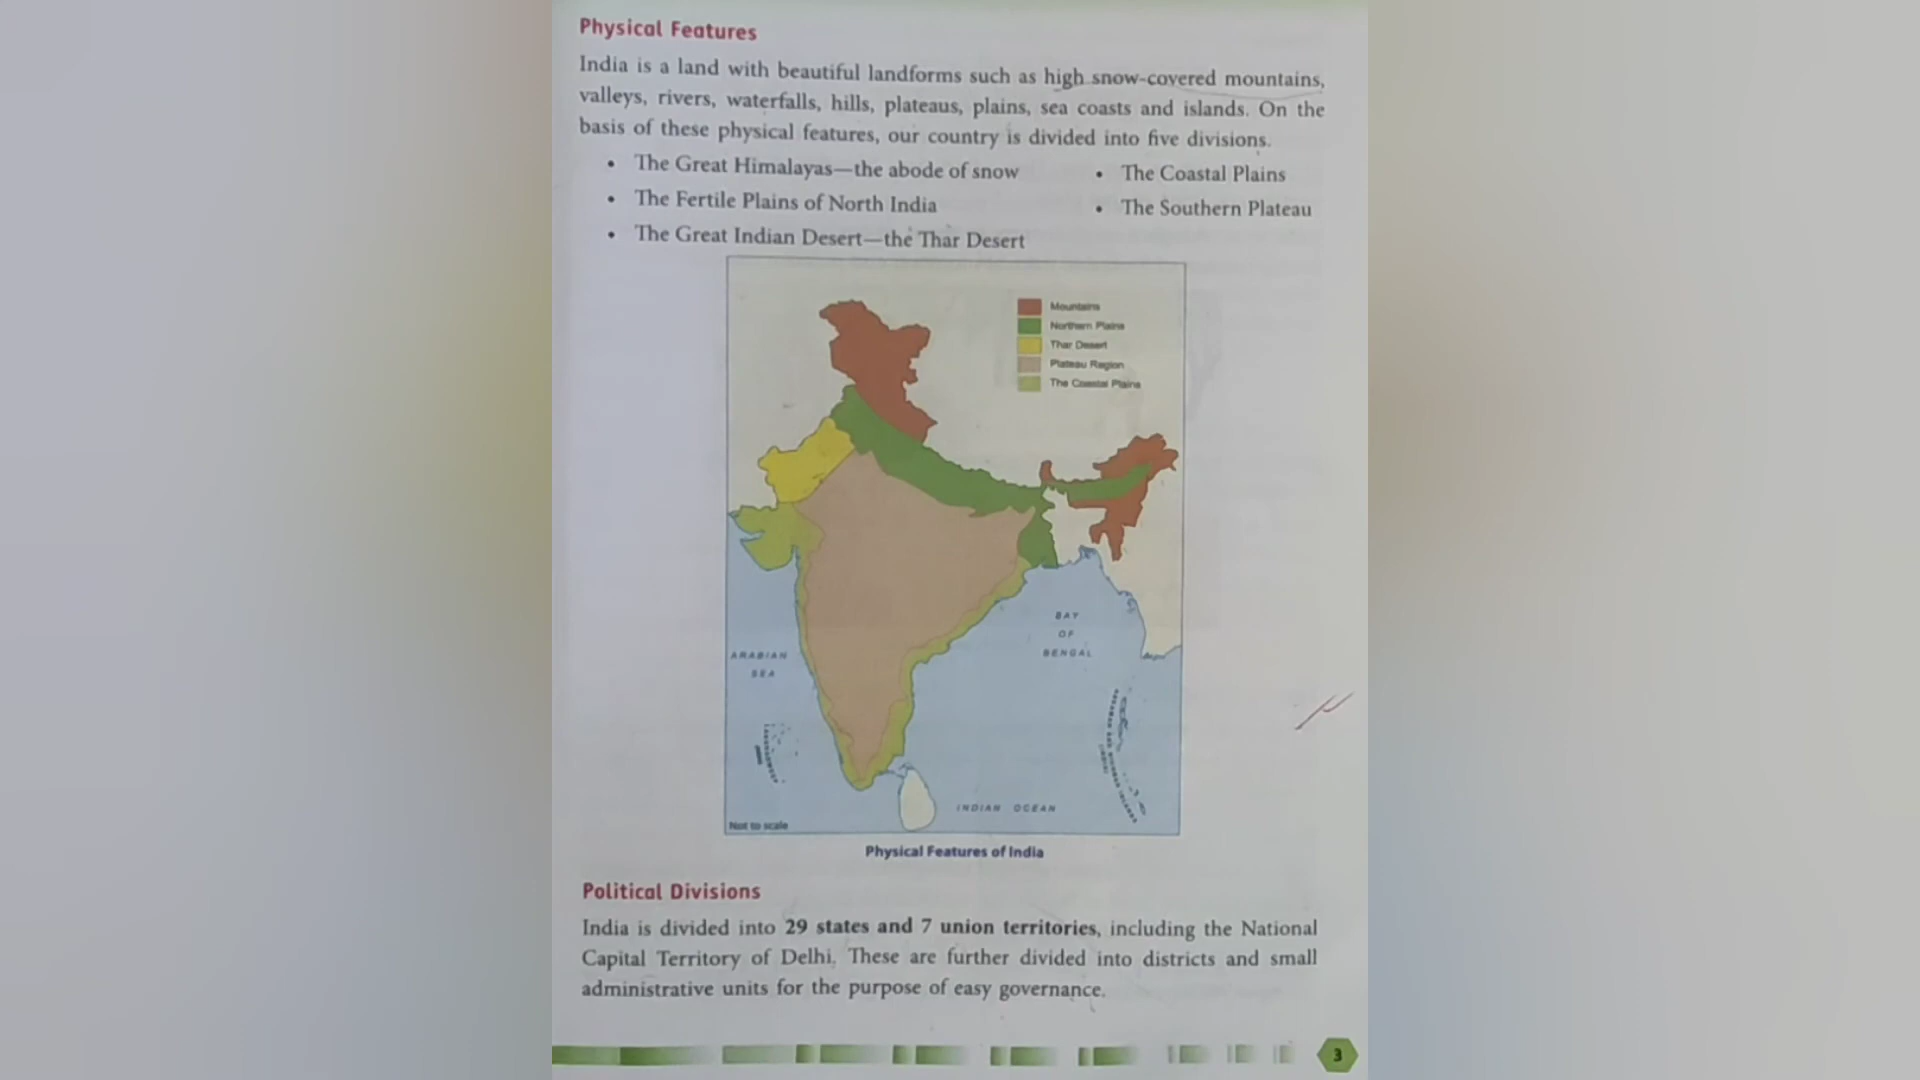 Physical Features
India is a land with beautiful landforms such as high snow-covered mountains,
valleys, rivers, waterfalls, hills, plateaus, plains, sea coasts and islands. On the
basis of these physical features, our country is divided into five divisions.
• The Great Himalayas—the abode of snow
• The Fertile Plains of North India
• The Great Indian Desert—the Thar Desert
• The Coastal Plains
• The Southern Plateau
Mountains
Northern Plains
Thar Desert
Plateau Region
The Coastal Plains
BAY
OF
BENGAL
ARABIAN
SEA
INDIAN OCEAN
Not to scale
Physical Features of India
Political Divisions
India is divided into 29 states and 7 union territories, including the National
Capital Territory of Delhi. These are further divided into districts and small
administrative units for the purpose of easy governance.
3